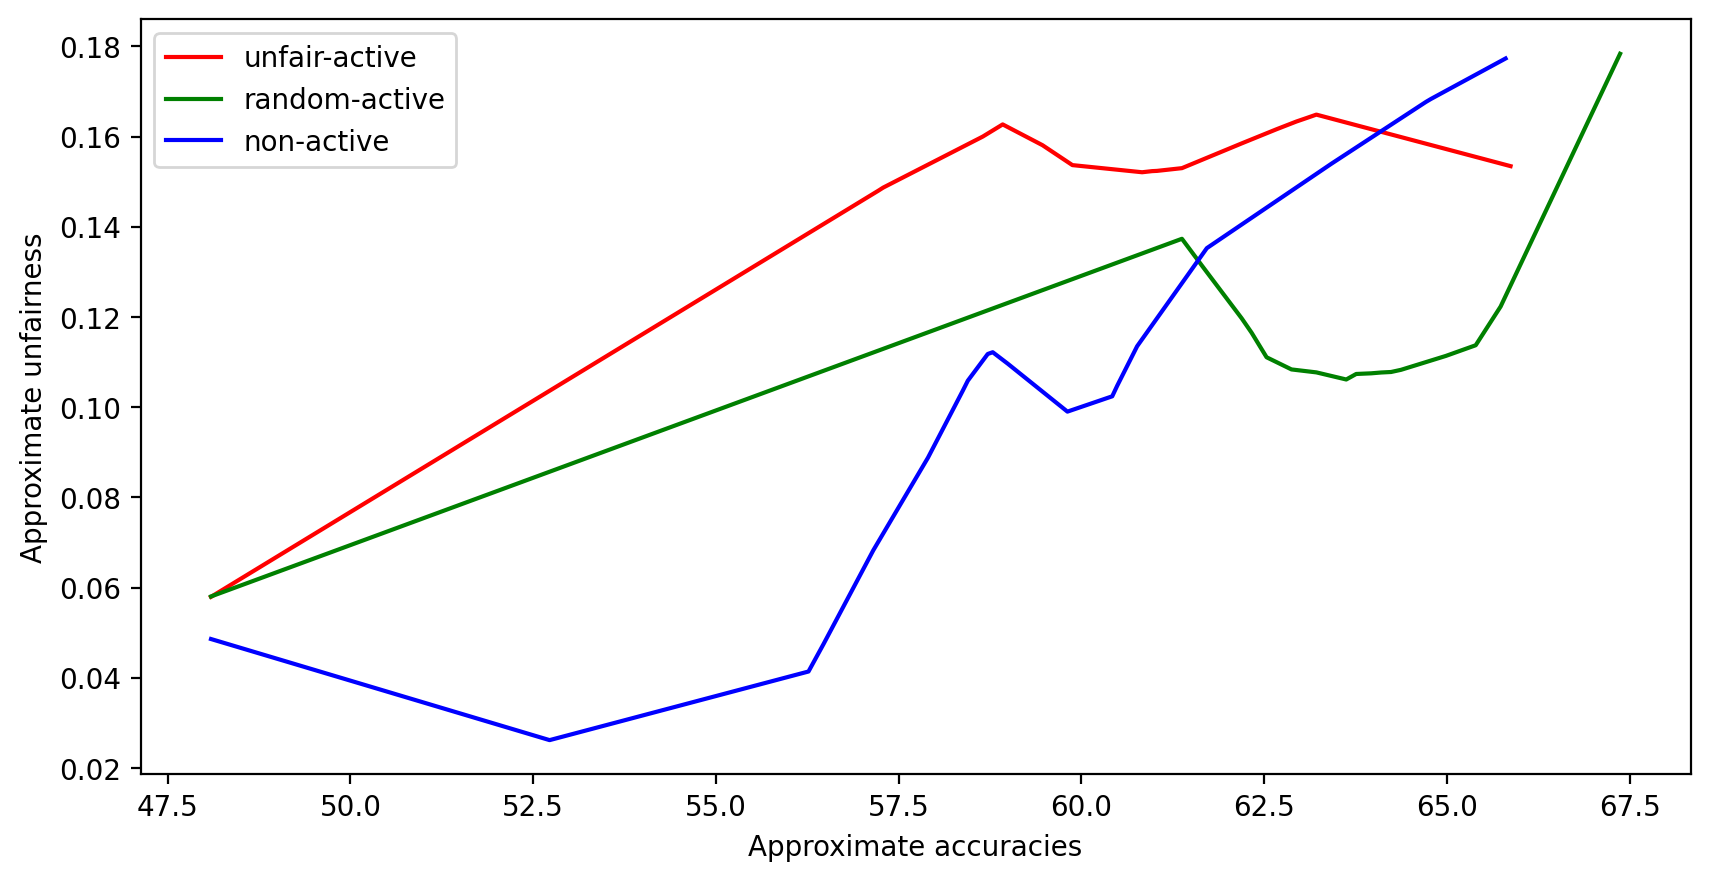 unfair-active
random-active
non-active
0.18
0.16
0.14
0.12
0.10
0.08
0.06
0.04
0.02
Approximate unfairness
47.5 50.0 52.5 55.0 57.5 60.0 62.5 65.0 67.5
Approximate accuracies